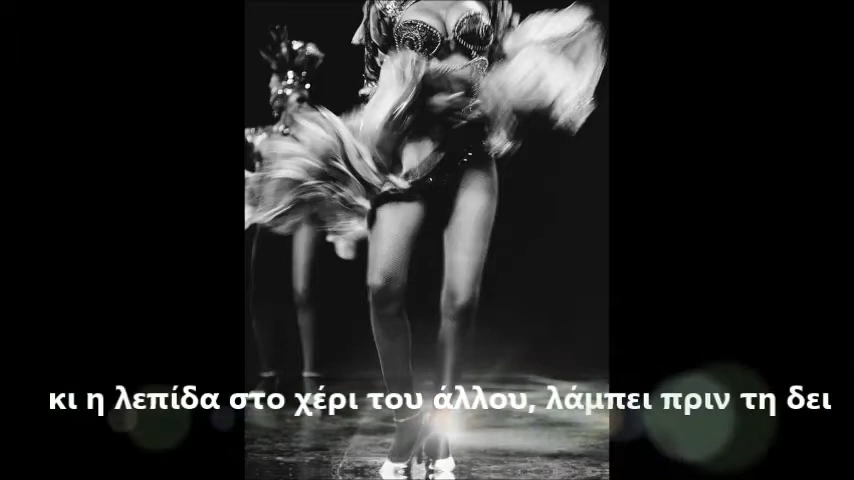 κι η λεπίδα στο χέρι του άλλου, λάμπει πριν τη δει